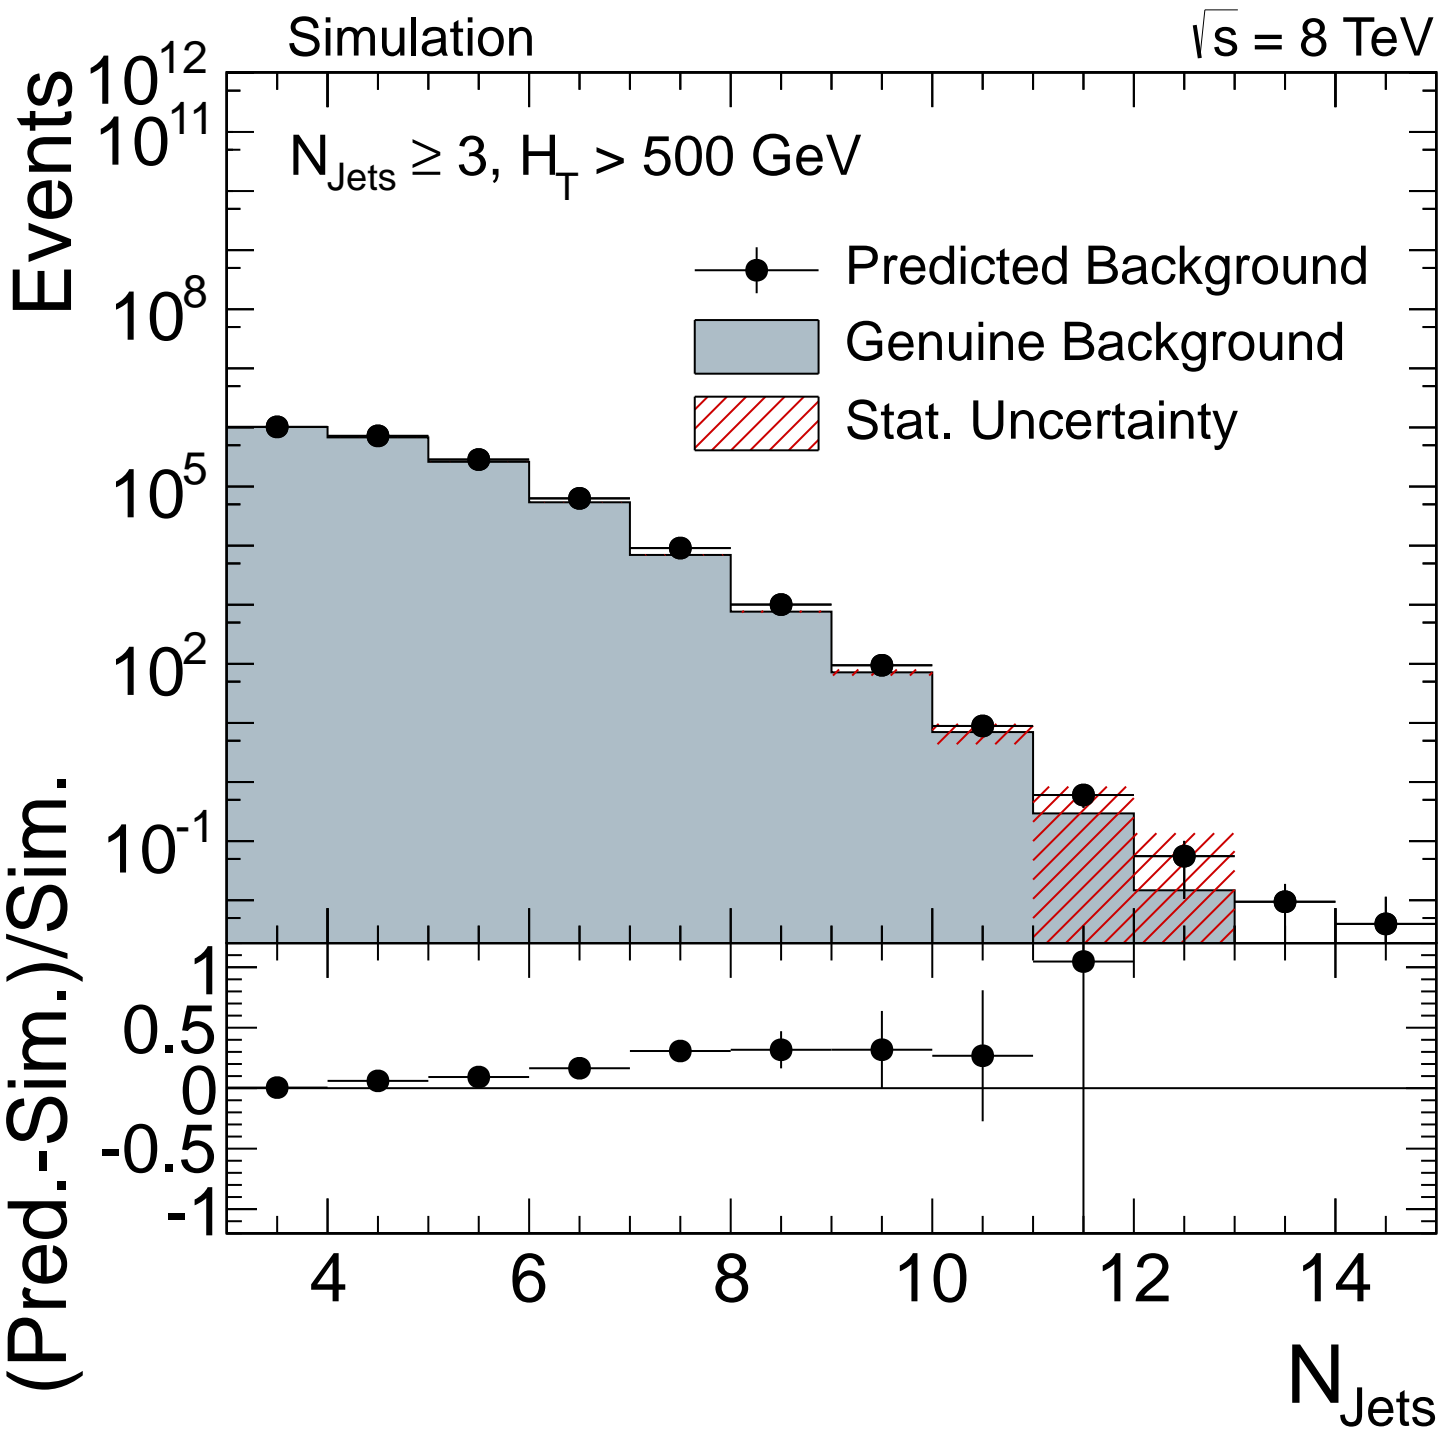 Simulation √s = 8 TeV
Events
10^12
10^11
10^8
10^5
10^2
10^-1
N_Jets ≥ 3, H_T > 500 GeV
Predicted Background
Genuine Background
Stat. Uncertainty
(Pred.-Sim.)/Sim.
1
0.5
0
-0.5
-1
4 6 8 10 12 14
N_Jets